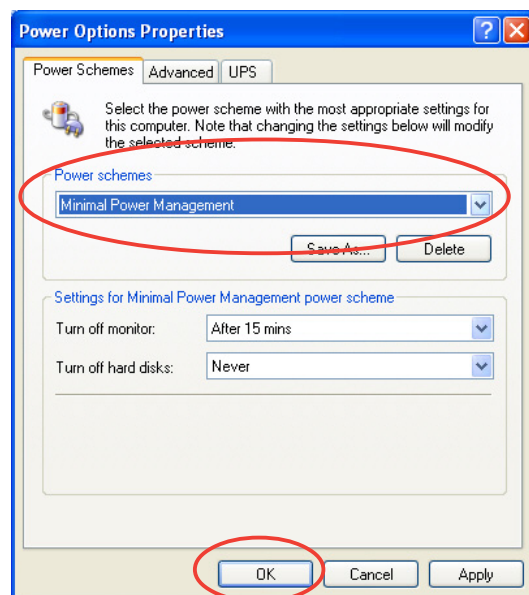 Power Options Properties
Power Schemes Advanced UPS
Select the power scheme with the most appropriate settings for
this computer. Note that changing the settings below will modify
the selected scheme.
Power schemes
Minimal Power Management
Save As... Delete
Settings for Minimal Power Management power scheme
Turn off monitor: After 15 mins
Turn off hard disks: Never
OK Cancel Apply